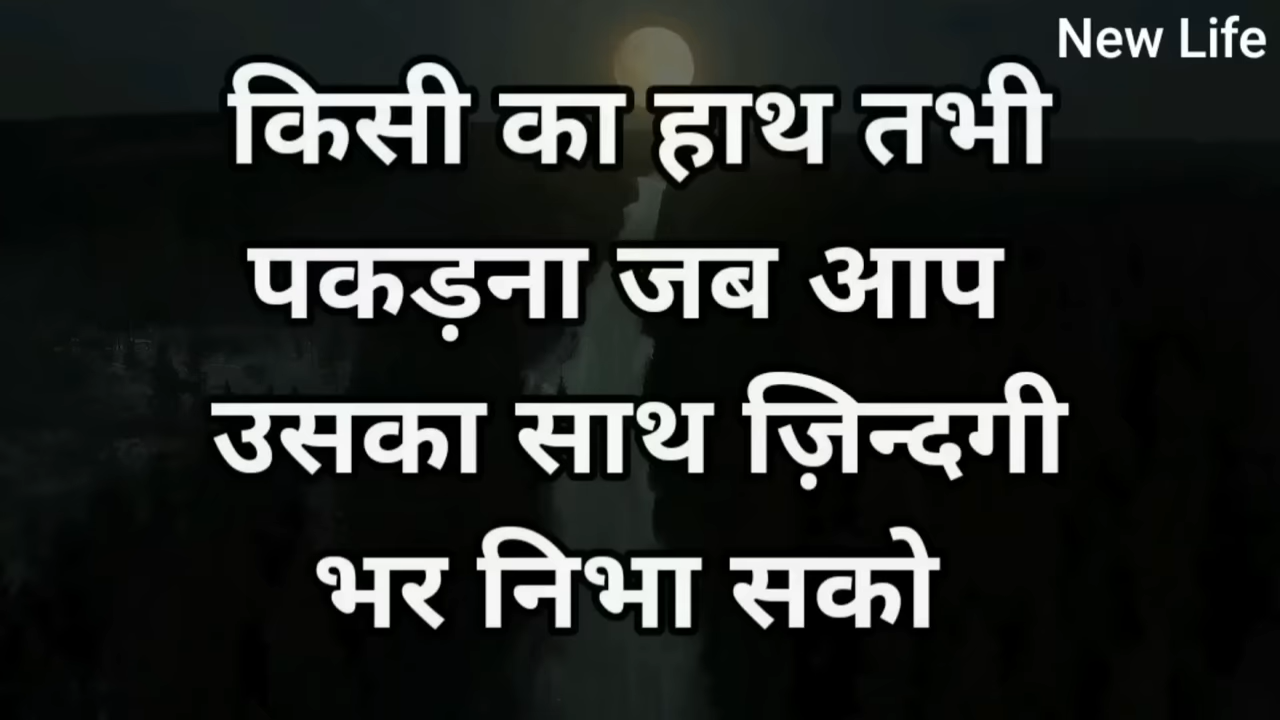 New Life
किसी का हाथ तभी
पकड़ना जब आप
उसका साथ ज़िन्दगी
भर निभा सको